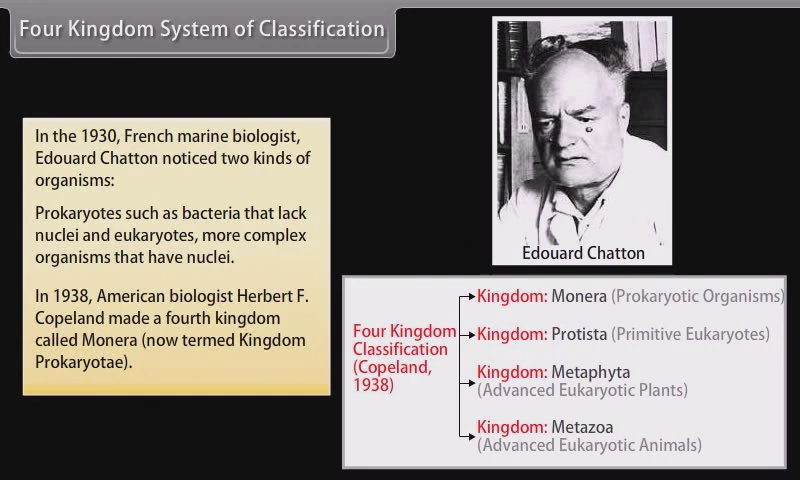 Four Kingdom System of Classification
In the 1930, French marine biologist,
Edouard Chatton noticed two kinds of
organisms:
Prokaryotes such as bacteria that lack
nuclei and eukaryotes, more complex
organisms that have nuclei.
In 1938, American biologist Herbert F.
Copeland made a fourth kingdom
called Monera (now termed Kingdom
Prokaryotae).
Edouard Chatton
Four Kingdom
Classification
(Copeland,
1938)
Kingdom: Monera (Prokaryotic Organisms)
Kingdom: Protista (Primitive Eukaryotes)
Kingdom: Metaphyta
(Advanced Eukaryotic Plants)
Kingdom: Metazoa
(Advanced Eukaryotic Animals)